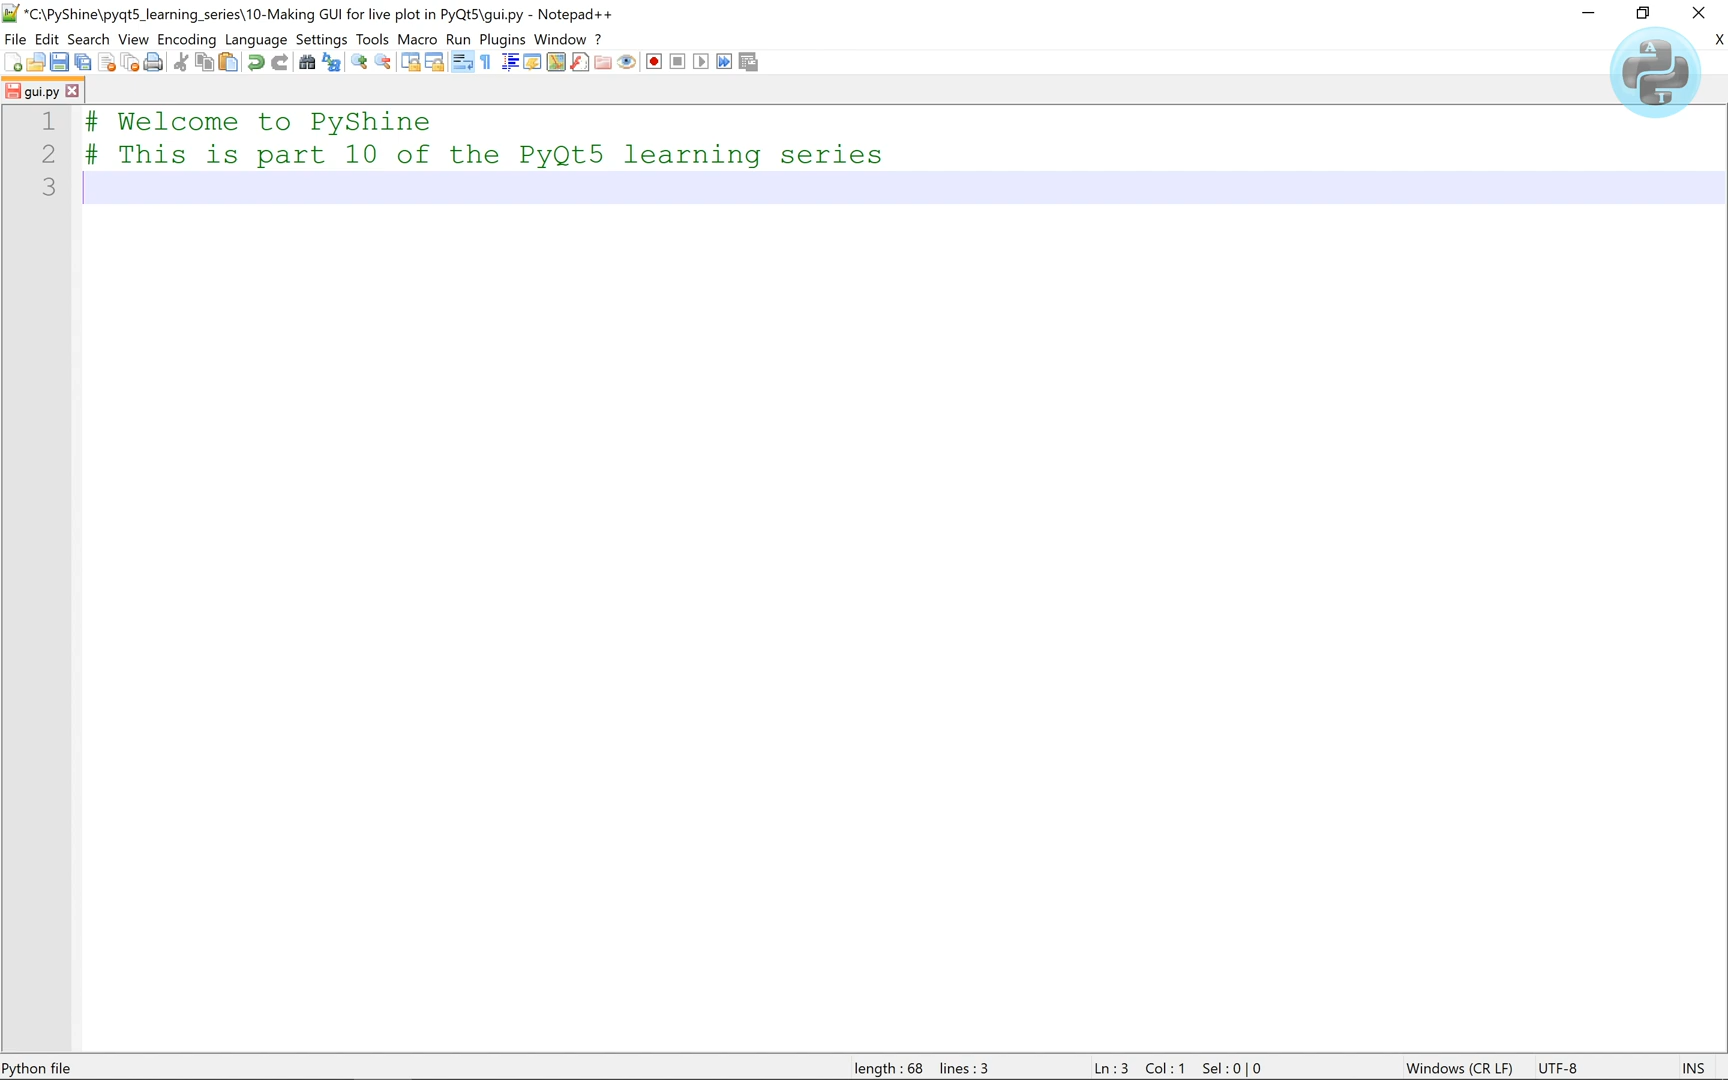 *C:\PyShine\pyqt5_learning_series\10-Making GUI for live plot in PyQt5\gui.py - Notepad++
File Edit Search View Encoding Language Settings Tools Macro Run Plugins Window ? X
gui.py
1 # Welcome to PyShine
2 # This is part 10 of the PyQt5 learning series
3
A
T
Python file length : 68 lines : 3 Ln : 3 Col : 1 Sel : 0 | 0 Windows (CR LF) UTF-8 INS